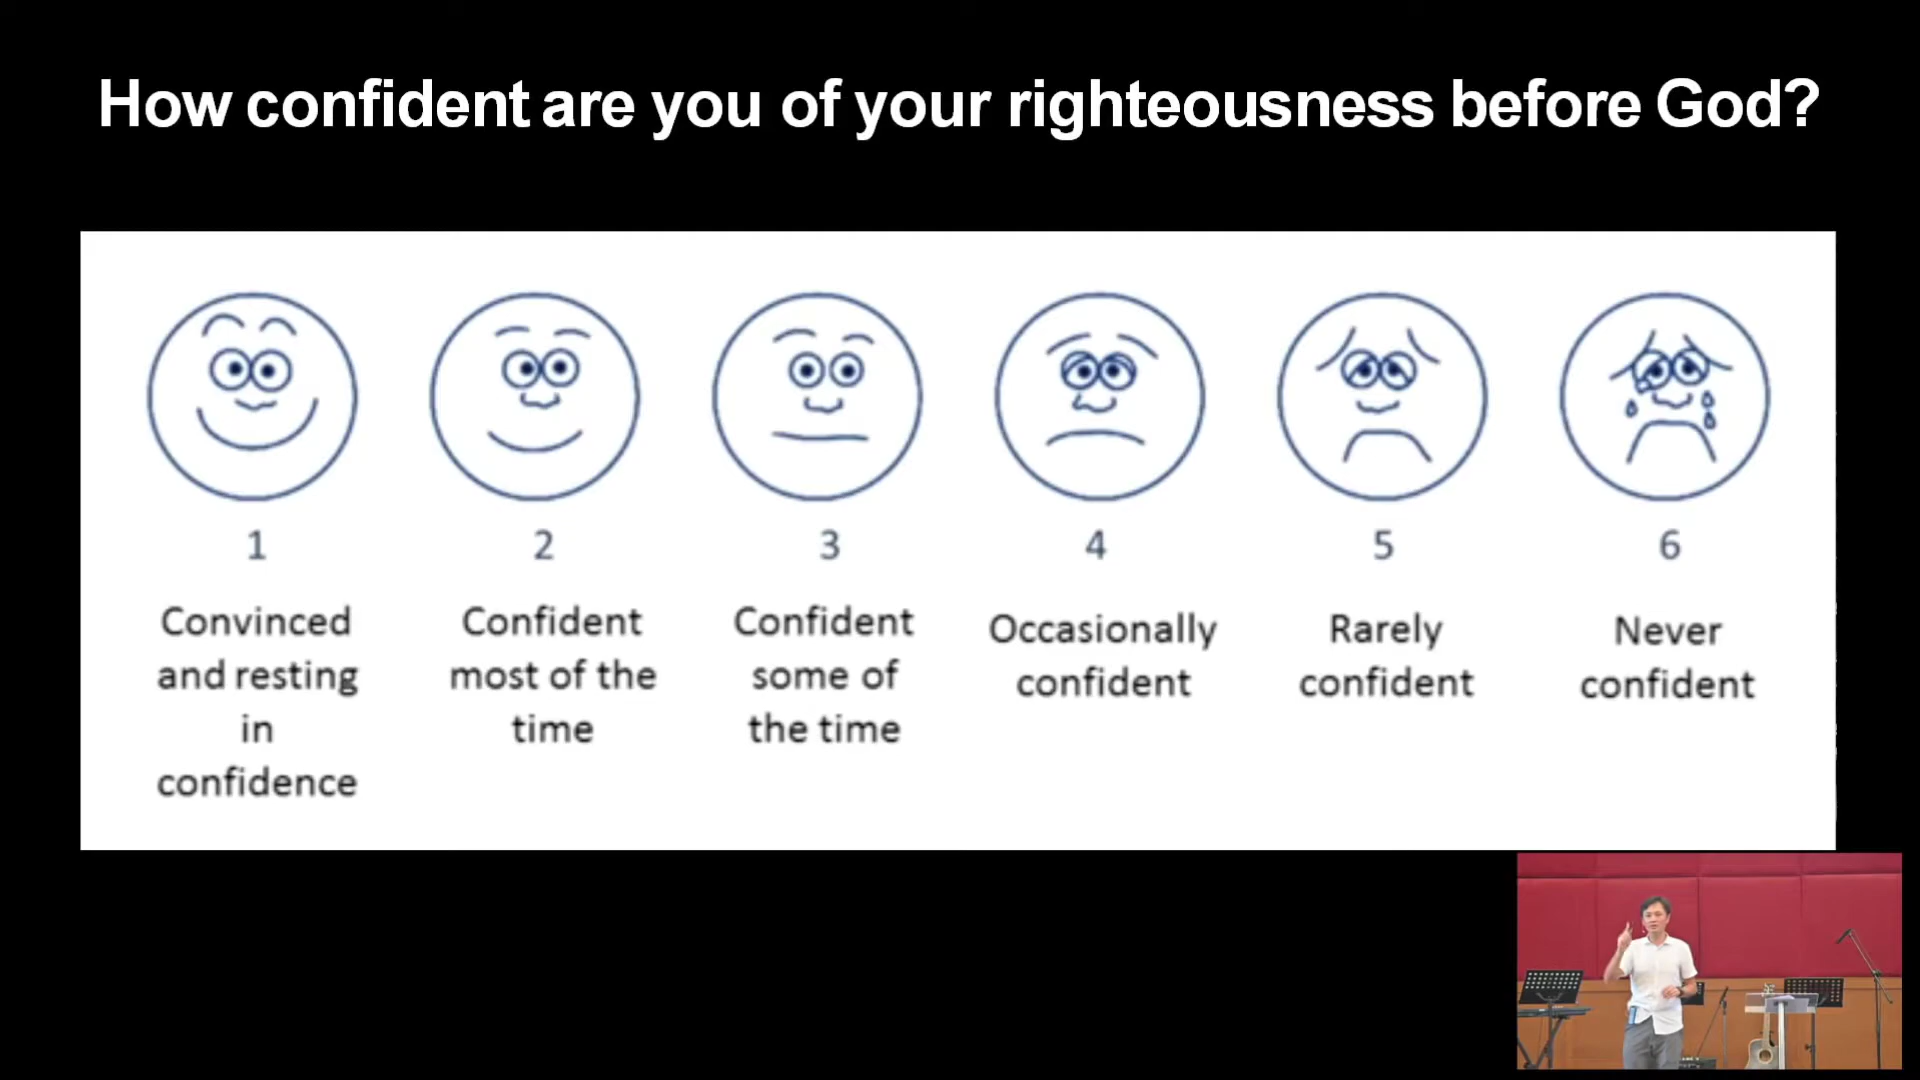 How confident are you of your righteousness before God?
1
2
3
4
5
6
Convinced
and resting
in
confidence
Confident
most of the
time
Confident
some of
the time
Occasionally
confident
Rarely
confident
Never
confident